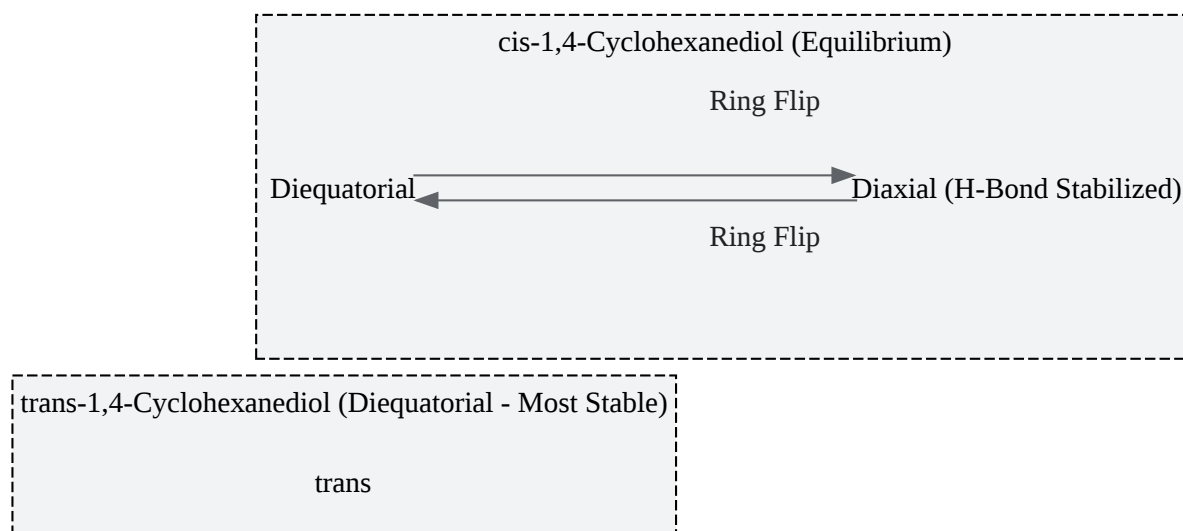 cis-1,4-Cyclohexanediol (Equilibrium)
Ring Flip
Diequatorial
Diaxial (H-Bond Stabilized)
Ring Flip
trans-1,4-Cyclohexanediol (Diequatorial - Most Stable)
trans